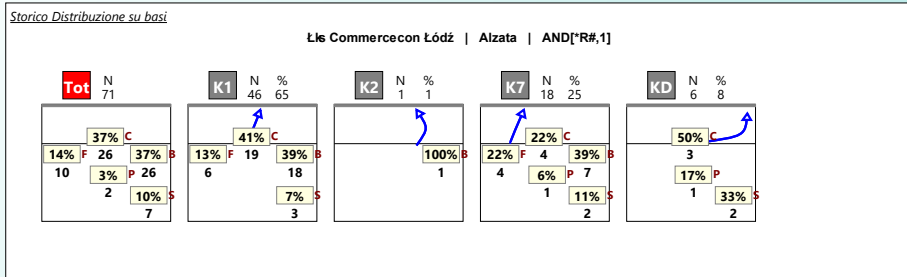 Storico Distribuzione su basi
Łks Commercecon Łódź | Alzata | AND[*R#,1]
Tot N 71
K1 N 46 % 65
K2 N 1 % 1
K7 N 18 % 25
KD N 6 % 8
37% C 26
14% F 10
37% B 26
3% P 2
10% S 7
41% C 19
13% F 6
39% B 18
7% S 3
100% B 1
22% C 4
22% F 4
39% B 7
6% P 1
11% S 2
50% C 3
17% P 1
33% S 2